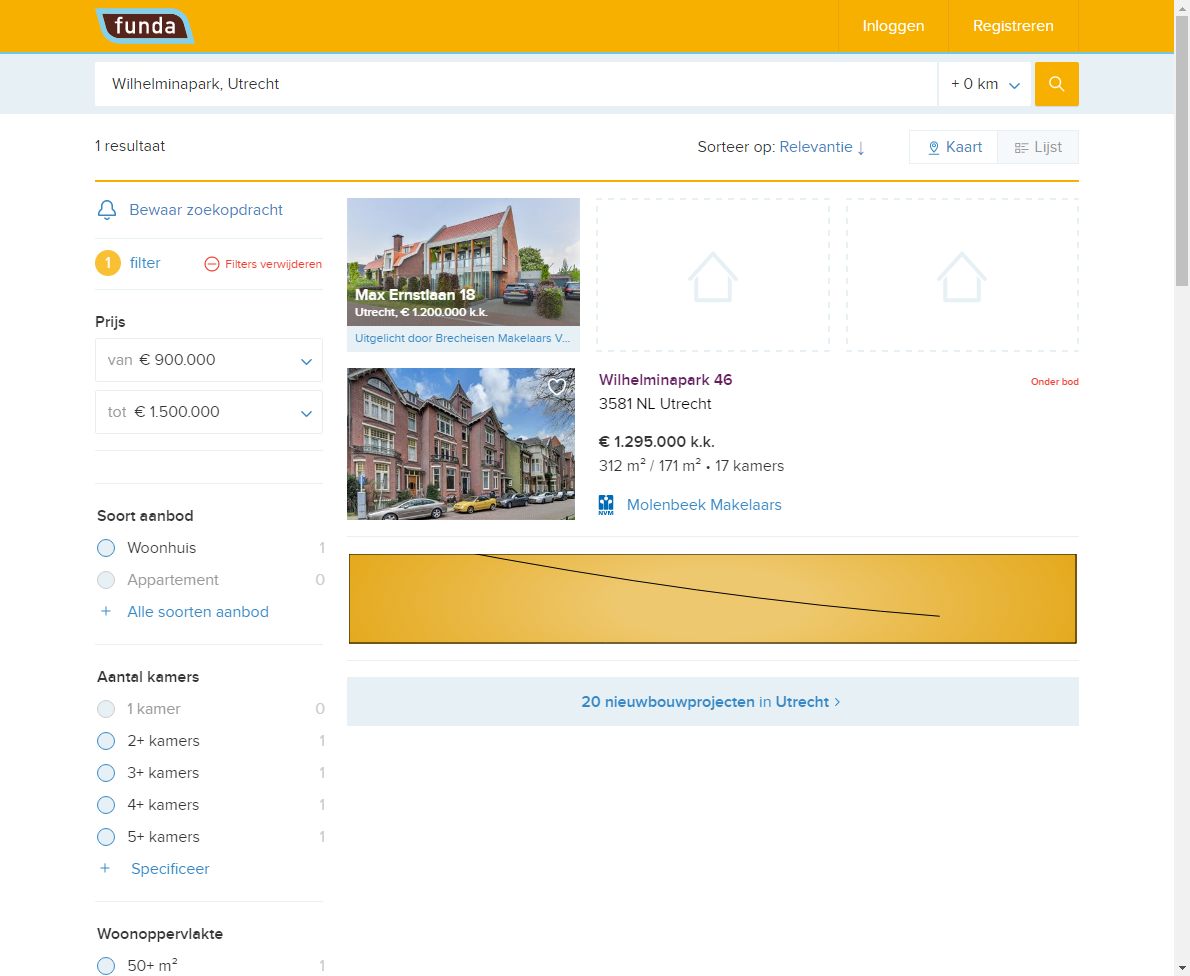 funda
Inloggen
Registreren
Wilhelminapark, Utrecht
+ 0 km
1 resultaat
Sorteer op: Relevantie ↓
Kaart
Lijst
Bewaar zoekopdracht
1 filter
Filters verwijderen
Prijs
van € 900.000
tot € 1.500.000
Soort aanbod
Woonhuis 1
Appartement 0
+ Alle soorten aanbod
Aantal kamers
1 kamer 0
2+ kamers 1
3+ kamers 1
4+ kamers 1
5+ kamers 1
+ Specificeer
Woonoppervlakte
50+ m² 1
Max Ernstlaan 18
Utrecht, € 1.200.000 k.k.
Uitgelicht door Brecheisen Makelaars V...
Wilhelminapark 46
Onder bod
3581 NL Utrecht
€ 1.295.000 k.k.
312 m² / 171 m² • 17 kamers
NVM
Molenbeek Makelaars
20 nieuwbouwprojecten in Utrecht >